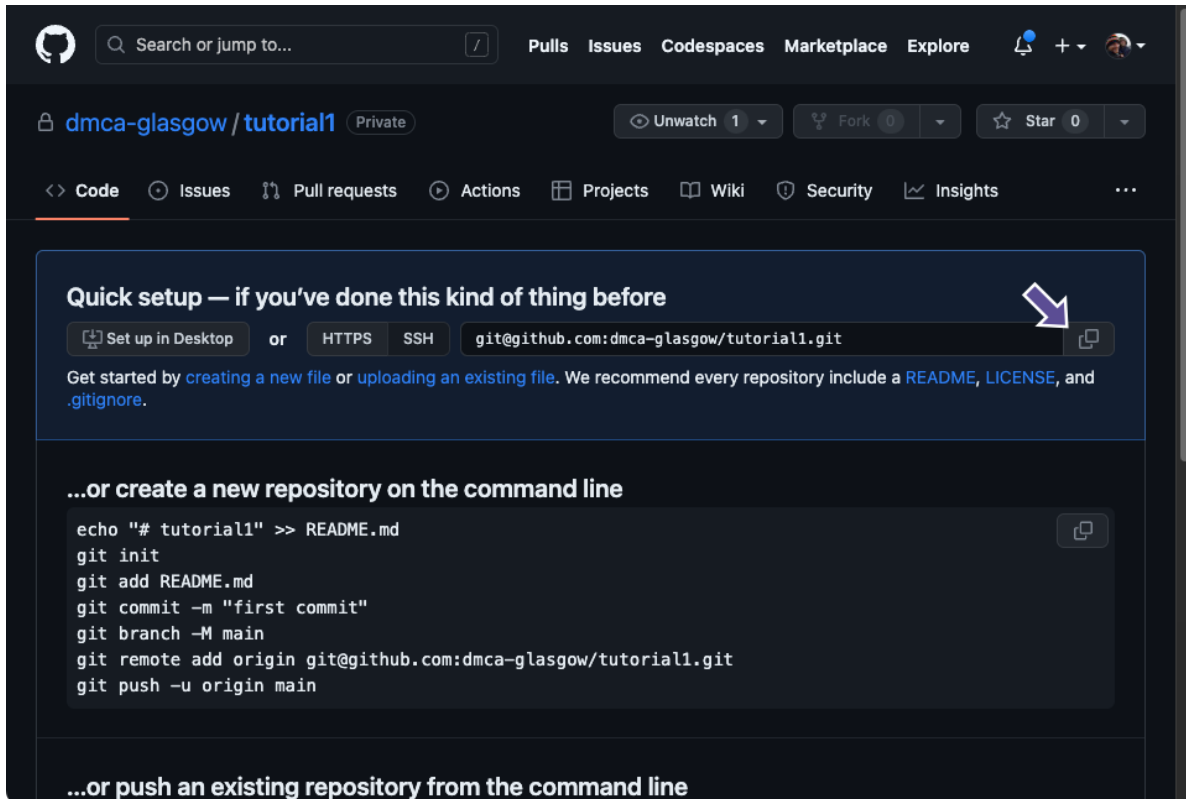 Search or jump to... / Pulls Issues Codespaces Marketplace Explore
dmca-glasgow / tutorial1 Private Unwatch 1 Fork 0 Star 0
Code Issues Pull requests Actions Projects Wiki Security Insights ...
Quick setup — if you've done this kind of thing before
Set up in Desktop or HTTPS SSH git@github.com:dmca-glasgow/tutorial1.git
Get started by creating a new file or uploading an existing file. We recommend every repository include a README, LICENSE, and
.gitignore.
...or create a new repository on the command line
echo "# tutorial1" >> README.md
git init
git add README.md
git commit -m "first commit"
git branch -M main
git remote add origin git@github.com:dmca-glasgow/tutorial1.git
git push -u origin main
...or push an existing repository from the command line